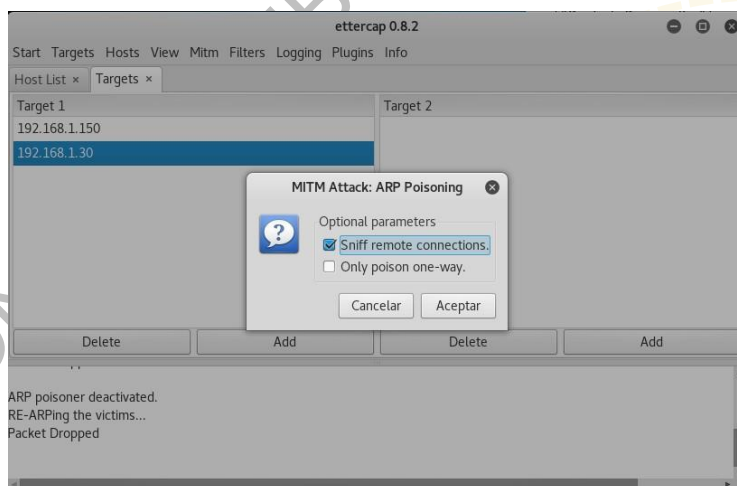 ettercap 0.8.2
Start Targets Hosts View Mitm Filters Logging Plugins Info
Host List × Targets ×
Target 1 Target 2
192.168.1.150
192.168.1.30
MITM Attack: ARP Poisoning
Optional parameters
Sniff remote connections.
Only poison one-way.
Cancelar Aceptar
Delete Add Delete Add
ARP poisoner deactivated.
RE-ARPing the victims...
Packet Dropped